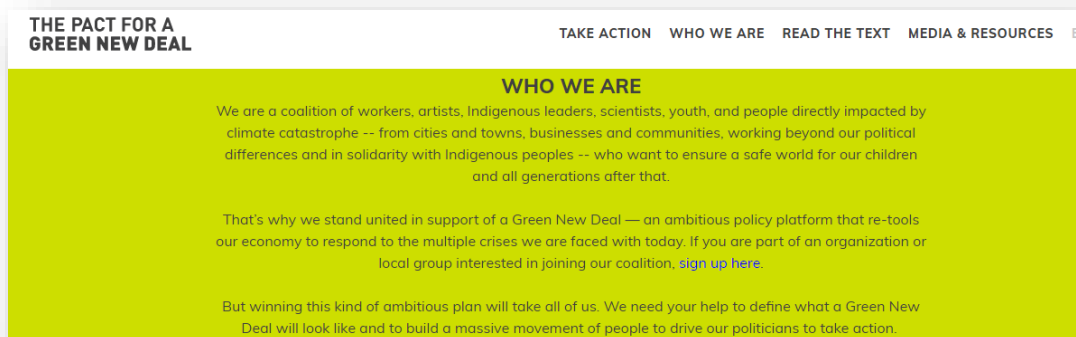 THE PACT FOR A
GREEN NEW DEAL
TAKE ACTION WHO WE ARE READ THE TEXT MEDIA & RESOURCES
WHO WE ARE
We are a coalition of workers, artists, Indigenous leaders, scientists, youth, and people directly impacted by
climate catastrophe -- from cities and towns, businesses and communities, working beyond our political
differences and in solidarity with Indigenous peoples -- who want to ensure a safe world for our children
and all generations after that.
That's why we stand united in support of a Green New Deal — an ambitious policy platform that re-tools
our economy to respond to the multiple crises we are faced with today. If you are part of an organization or
local group interested in joining our coalition, sign up here.
But winning this kind of ambitious plan will take all of us. We need your help to define what a Green New
Deal will look like and to build a massive movement of people to drive our politicians to take action.